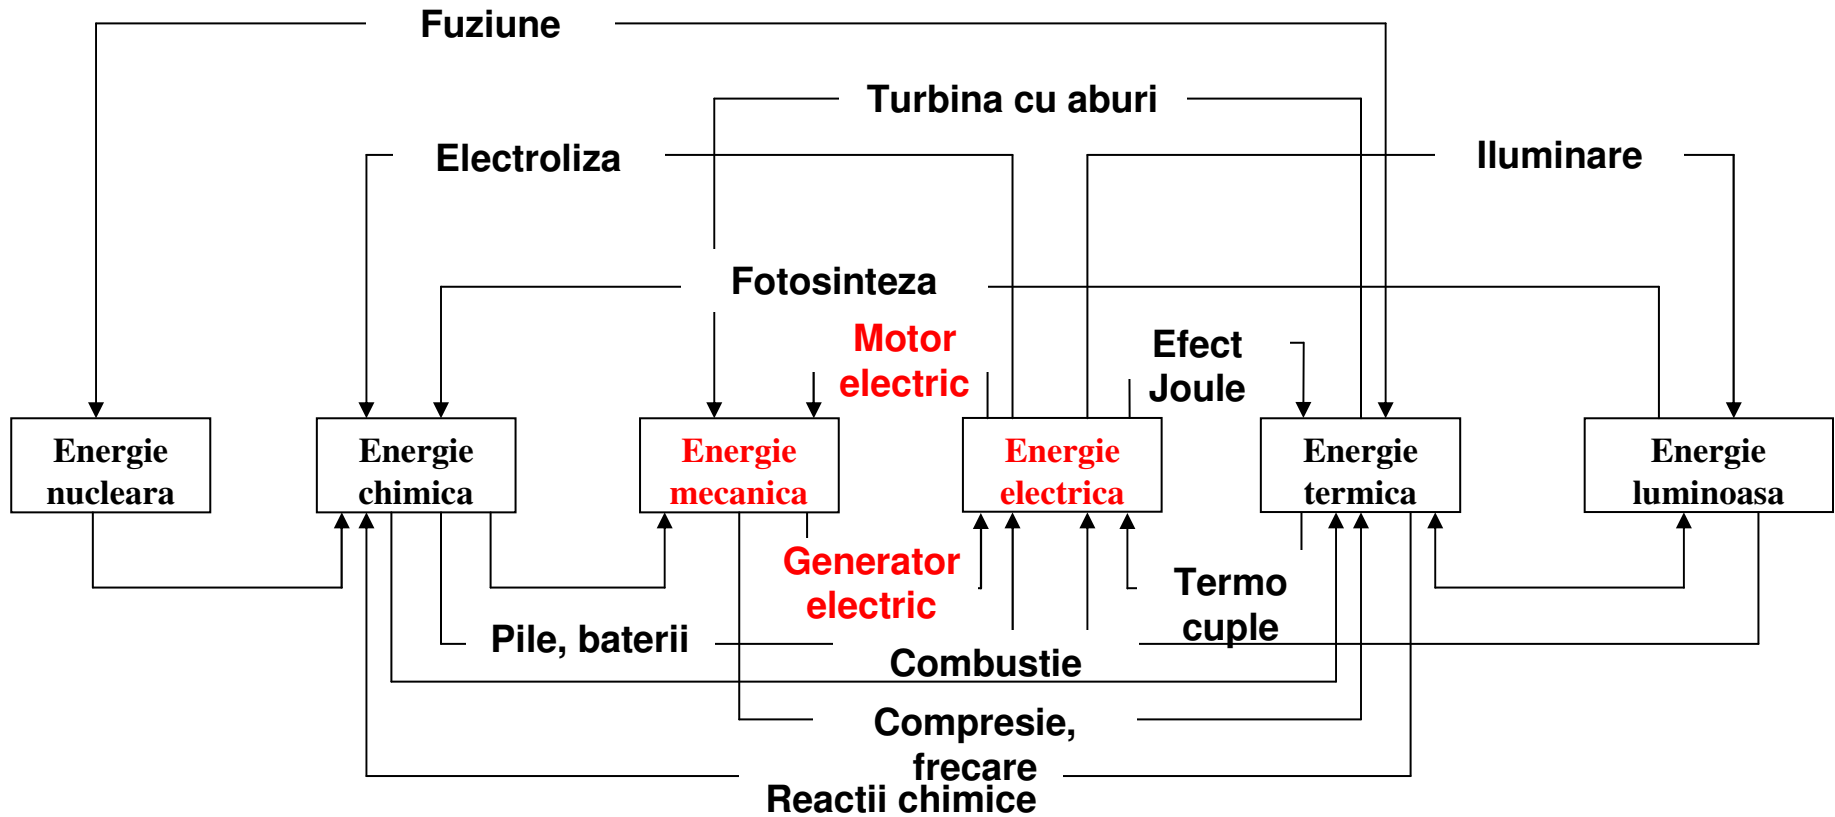 Fuziune
Turbina cu aburi
Electroliza
Iluminare
Fotosinteza
Motor
electric
Efect
Joule
Energie
nucleara
Energie
chimica
Energie
mecanica
Energie
electrica
Energie
termica
Energie
luminoasa
Generator
electric
Termo
cuple
Pile, baterii
Combustie
Compresie,
frecare
Reactii chimice